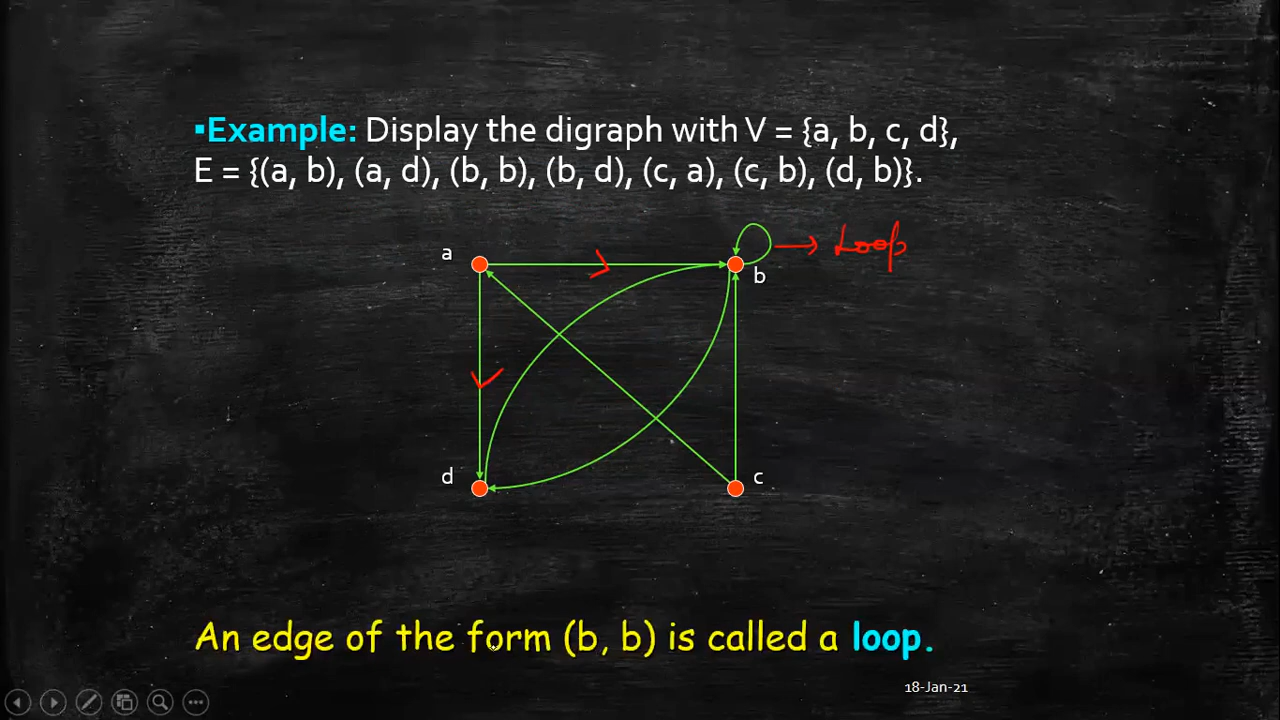 ▪Example: Display the digraph with V = {a, b, c, d},
E = {(a, b), (a, d), (b, b), (b, d), (c, a), (c, b), (d, b)}.
a
b
→ Loop
d
c
An edge of the form (b, b) is called a loop.
18-Jan-21